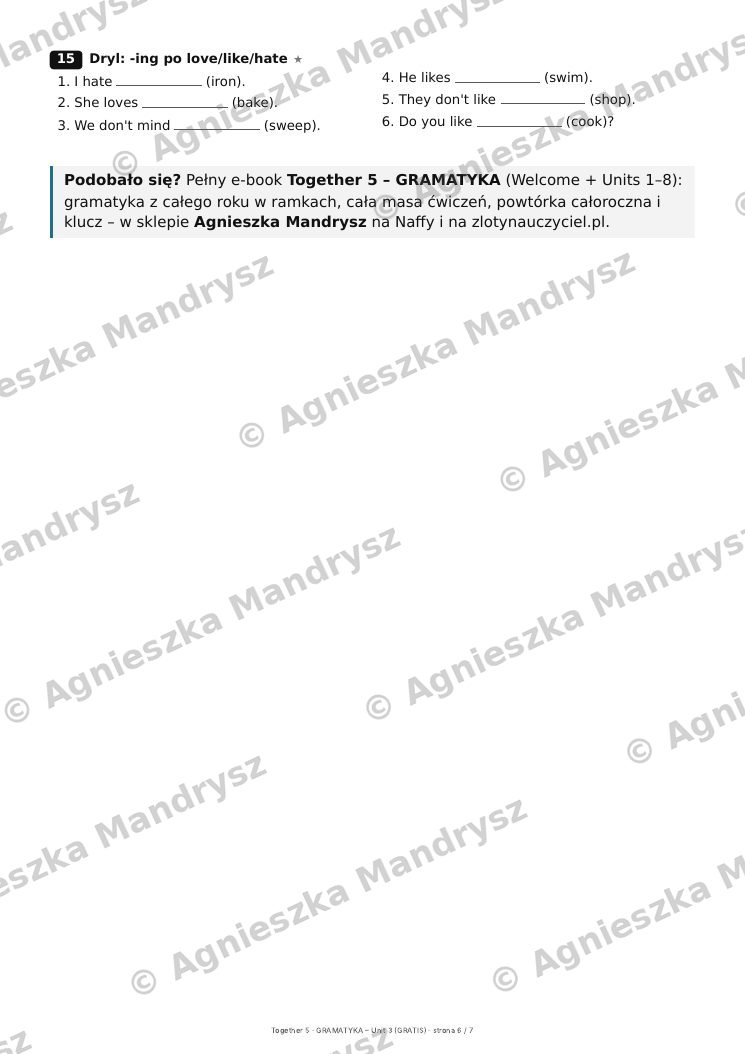 15 Dryl: -ing po love/like/hate ★
1. I hate ____________ (iron).
2. She loves ____________ (bake).
3. We don't mind ____________ (sweep).
4. He likes ____________ (swim).
5. They don't like ____________ (shop).
6. Do you like ____________ (cook)?
Podobało się? Pełny e-book Together 5 – GRAMATYKA (Welcome + Units 1–8):
gramatyka z całego roku w ramkach, cała masa ćwiczeń, powtórka całoroczna i
klucz – w sklepie Agnieszka Mandrysz na Naffy i na zlotynauczyciel.pl.
© Agnieszka Mandrysz
Together 5 - GRAMATYKA – Unit 3 (GRATIS) - strona 6 / 7